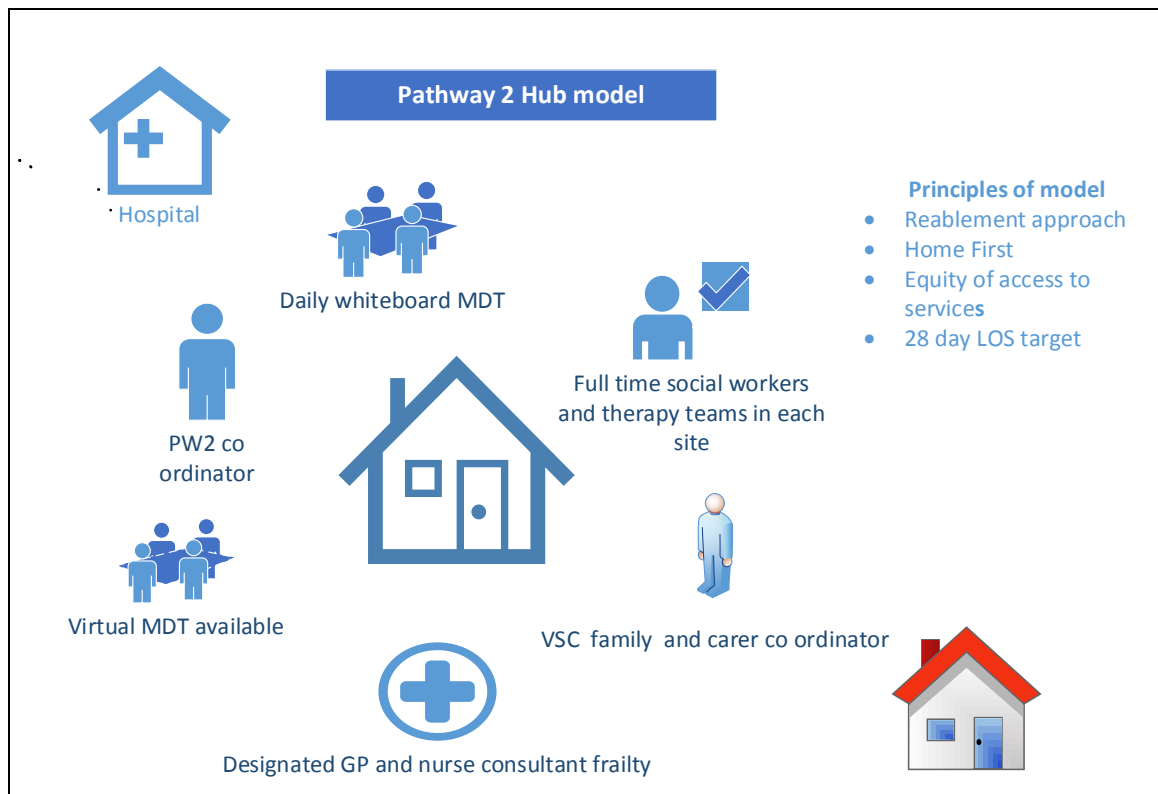 Pathway 2 Hub model
Hospital
Daily whiteboard MDT
Principles of model
• Reablement approach
• Home First
• Equity of access to
services
• 28 day LOS target
PW2 co
ordinator
Full time social workers
and therapy teams in each
site
Virtual MDT available
VSC family and carer co ordinator
Designated GP and nurse consultant frailty